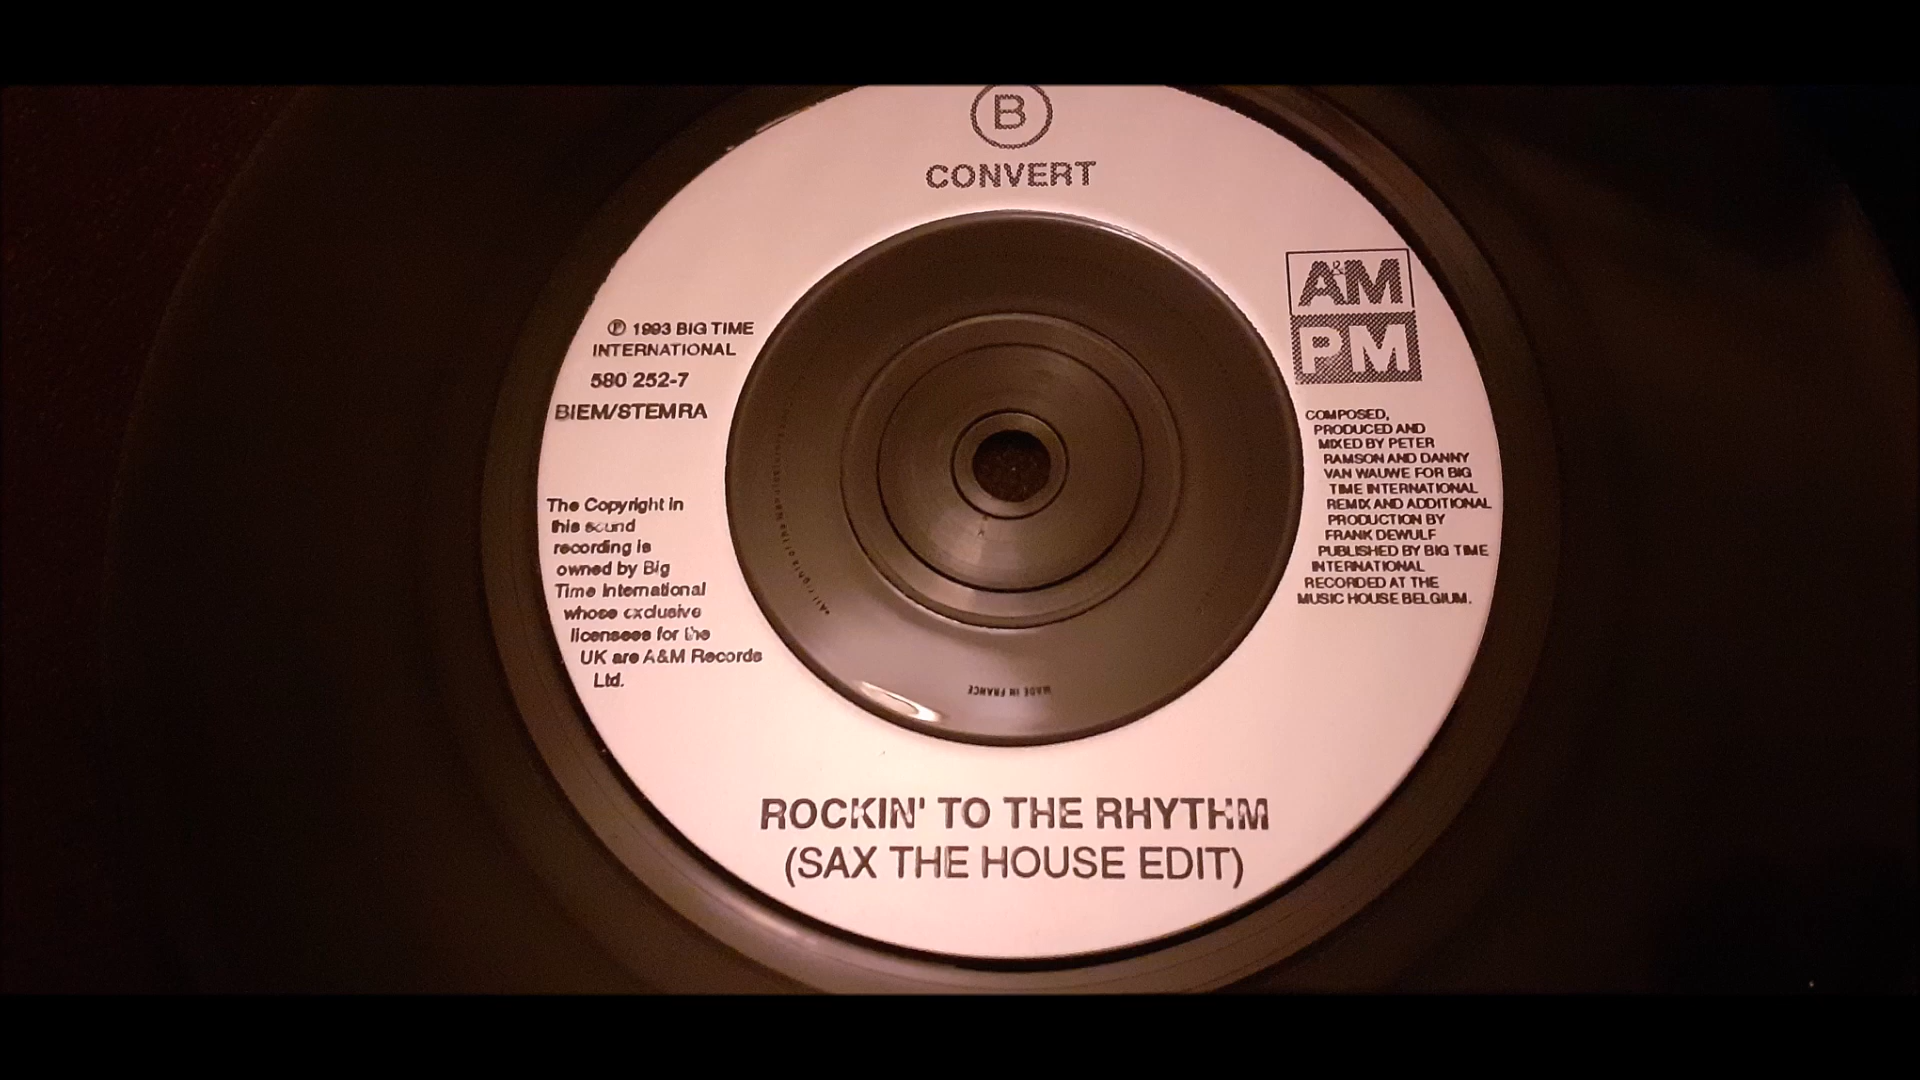 B
CONVERT
℗ 1993 BIG TIME
INTERNATIONAL
580 252-7
BIEM/STEMRA
The Copyright in
this sound
recording is
owned by Big
Time International
whose exclusive
licensees for the
UK are A&M Records
Ltd.
A&M
PM
COMPOSED,
PRODUCED AND
MIXED BY PETER
RAMSON AND DANNY
VAN WAUWE FOR BIG
TIME INTERNATIONAL
REMIX AND ADDITIONAL
PRODUCTION BY
FRANK DEWULF
PUBLISHED BY BIG TIME
INTERNATIONAL
RECORDED AT THE
MUSIC HOUSE BELGIUM.
MADE IN FRANCE
ROCKIN' TO THE RHYTHM
(SAX THE HOUSE EDIT)